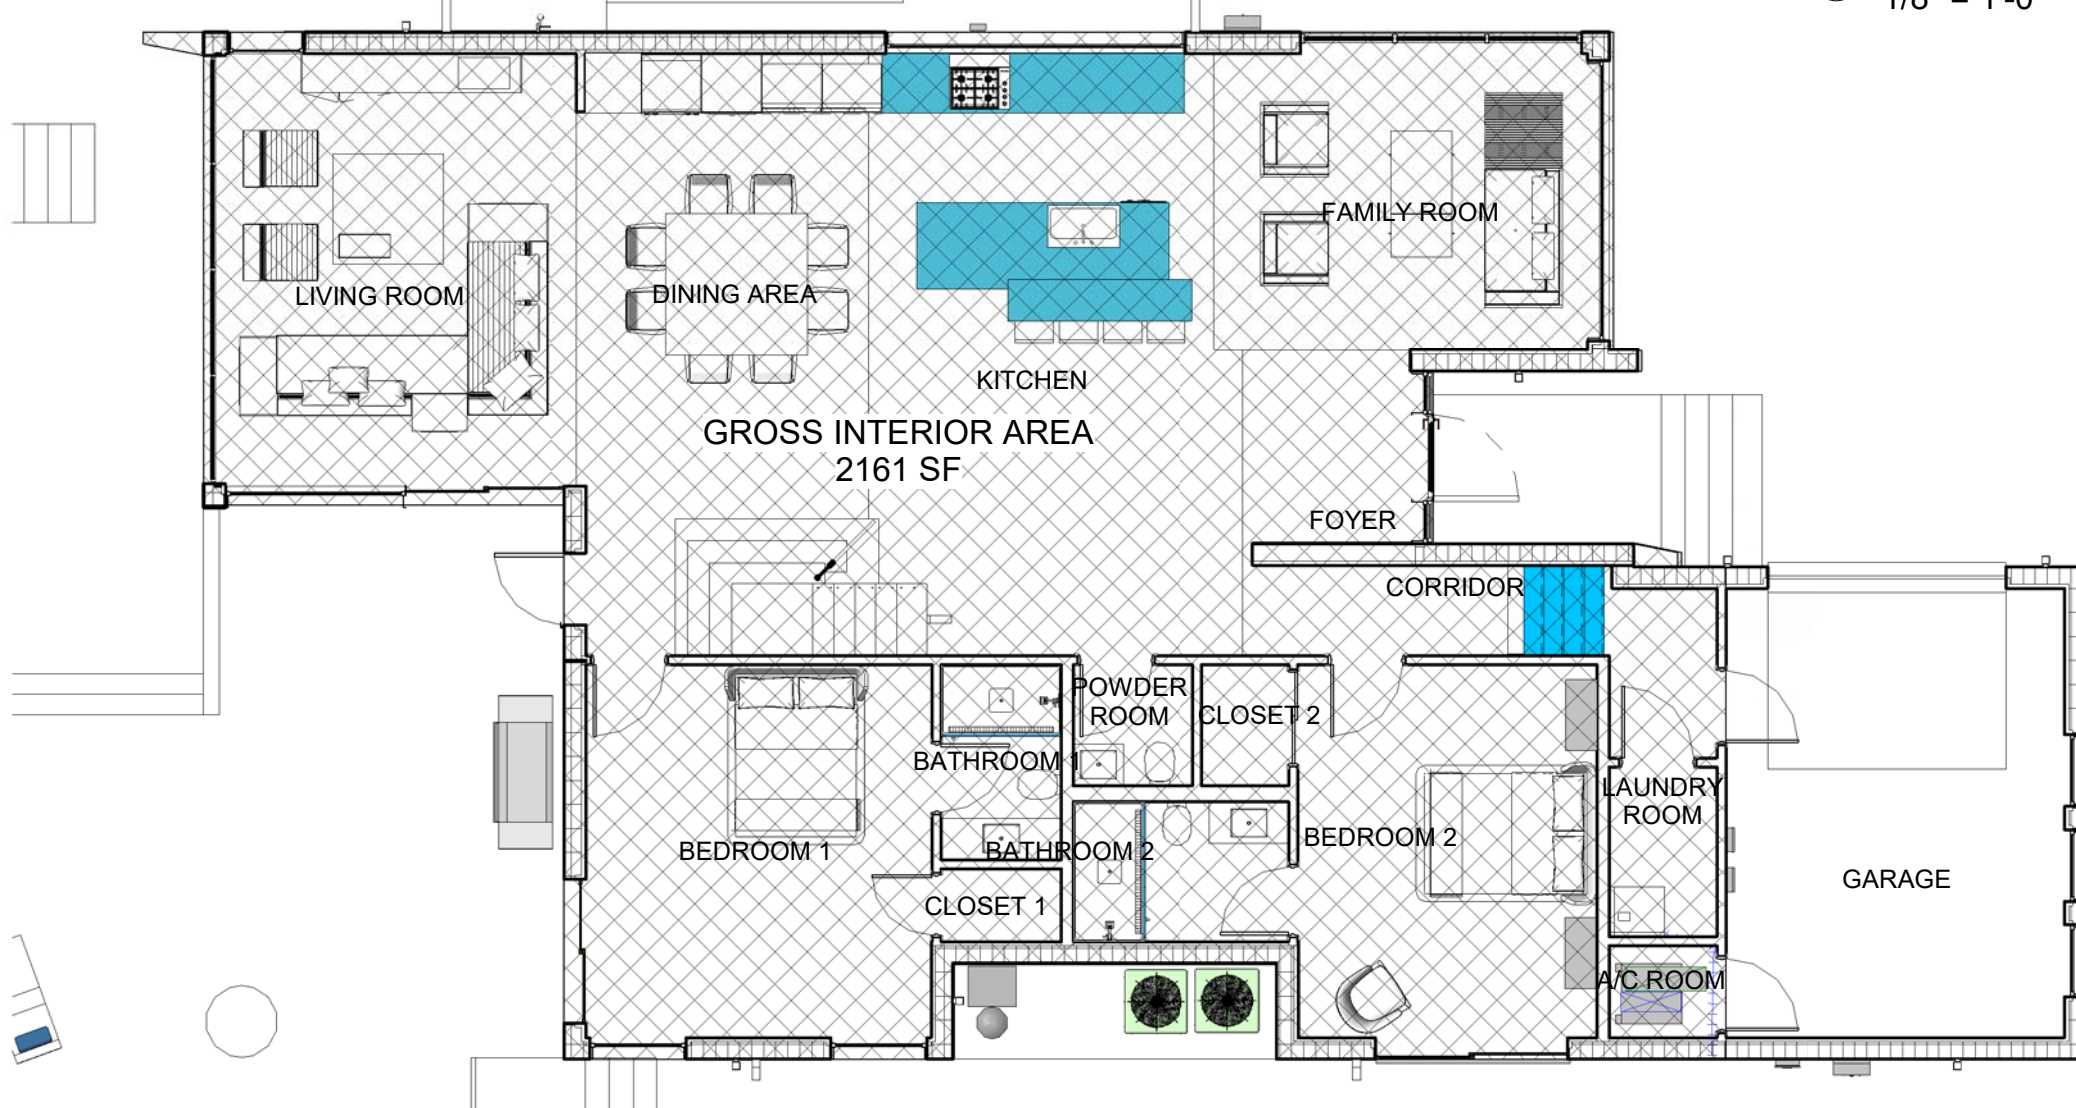 FAMILY ROOM
LIVING ROOM
DINING AREA
KITCHEN
GROSS INTERIOR AREA
2161 SF
FOYER
CORRIDOR
POWDER
ROOM
CLOSET 2
BATHROOM 1
LAUNDRY
ROOM
BEDROOM 1
BATHROOM 2
BEDROOM 2
GARAGE
CLOSET 1
A/C ROOM